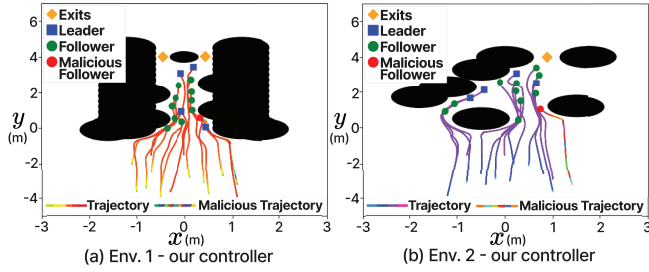 Exits
Leader
Follower
Malicious
Follower
6
4
2
0
-2
-4
y
(m)
Trajectory
Malicious Trajectory
-3 -2 -1 0 1 2 3
x (m)
(a) Env. 1 - our controller
Exits
Leader
Follower
Malicious
Follower
6
4
2
0
-2
-4
y
(m)
Trajectory
Malicious Trajectory
-3 -2 -1 0 1 2 3
x (m)
(b) Env. 2 - our controller